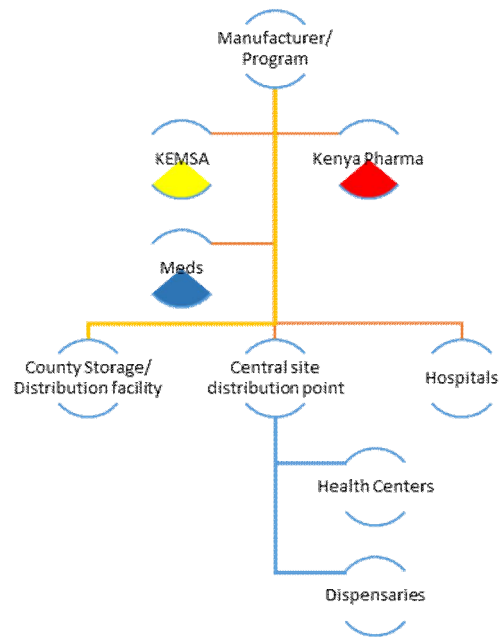 Manufacturer/
Program
KEMSA
Kenya Pharma
Meds
County Storage/
Distribution facility
Central site
distribution point
Hospitals
Health Centers
Dispensaries